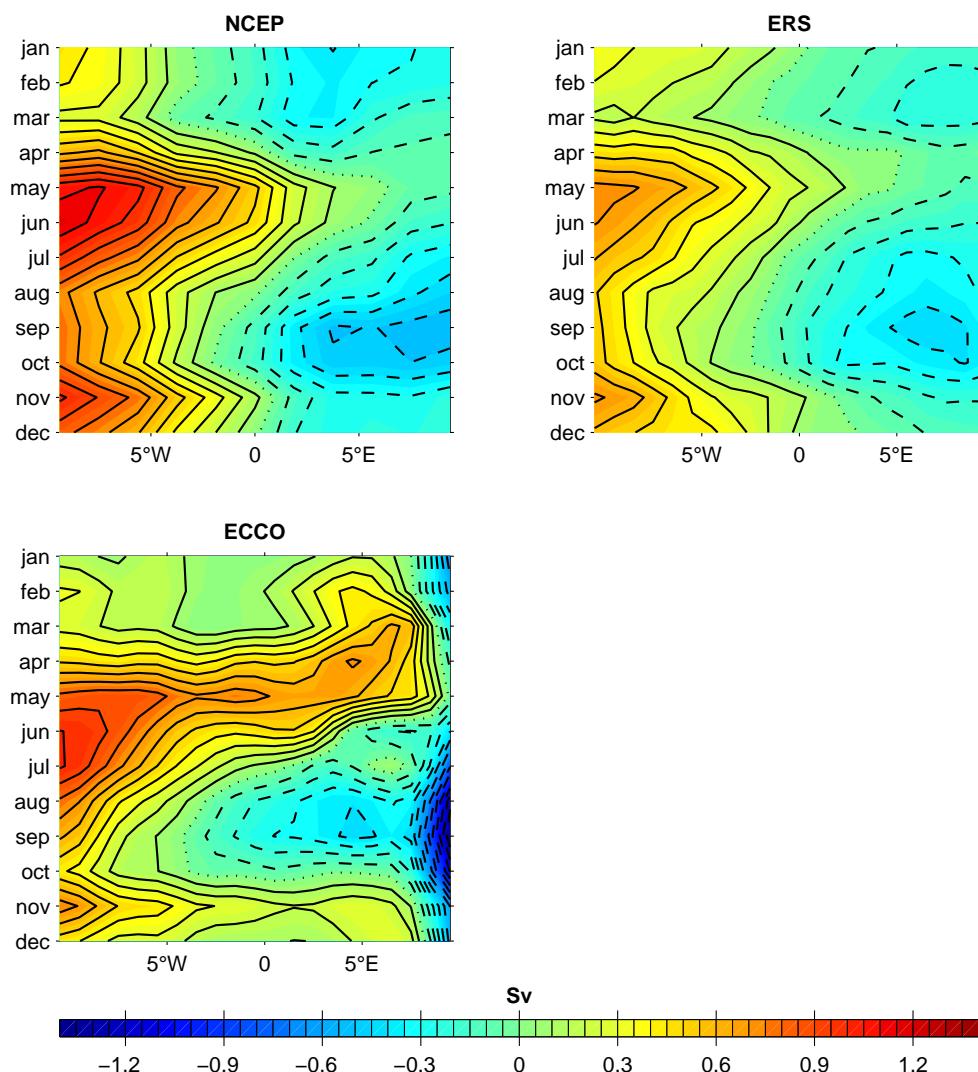 NCEP
jan
feb
mar
apr
may
jun
jul
aug
sep
oct
nov
dec
5°W 0 5°E
ERS
jan
feb
mar
apr
may
jun
jul
aug
sep
oct
nov
dec
5°W 0 5°E
ECCO
jan
feb
mar
apr
may
jun
jul
aug
sep
oct
nov
dec
5°W 0 5°E
Sv
−1.2 −0.9 −0.6 −0.3 0 0.3 0.6 0.9 1.2